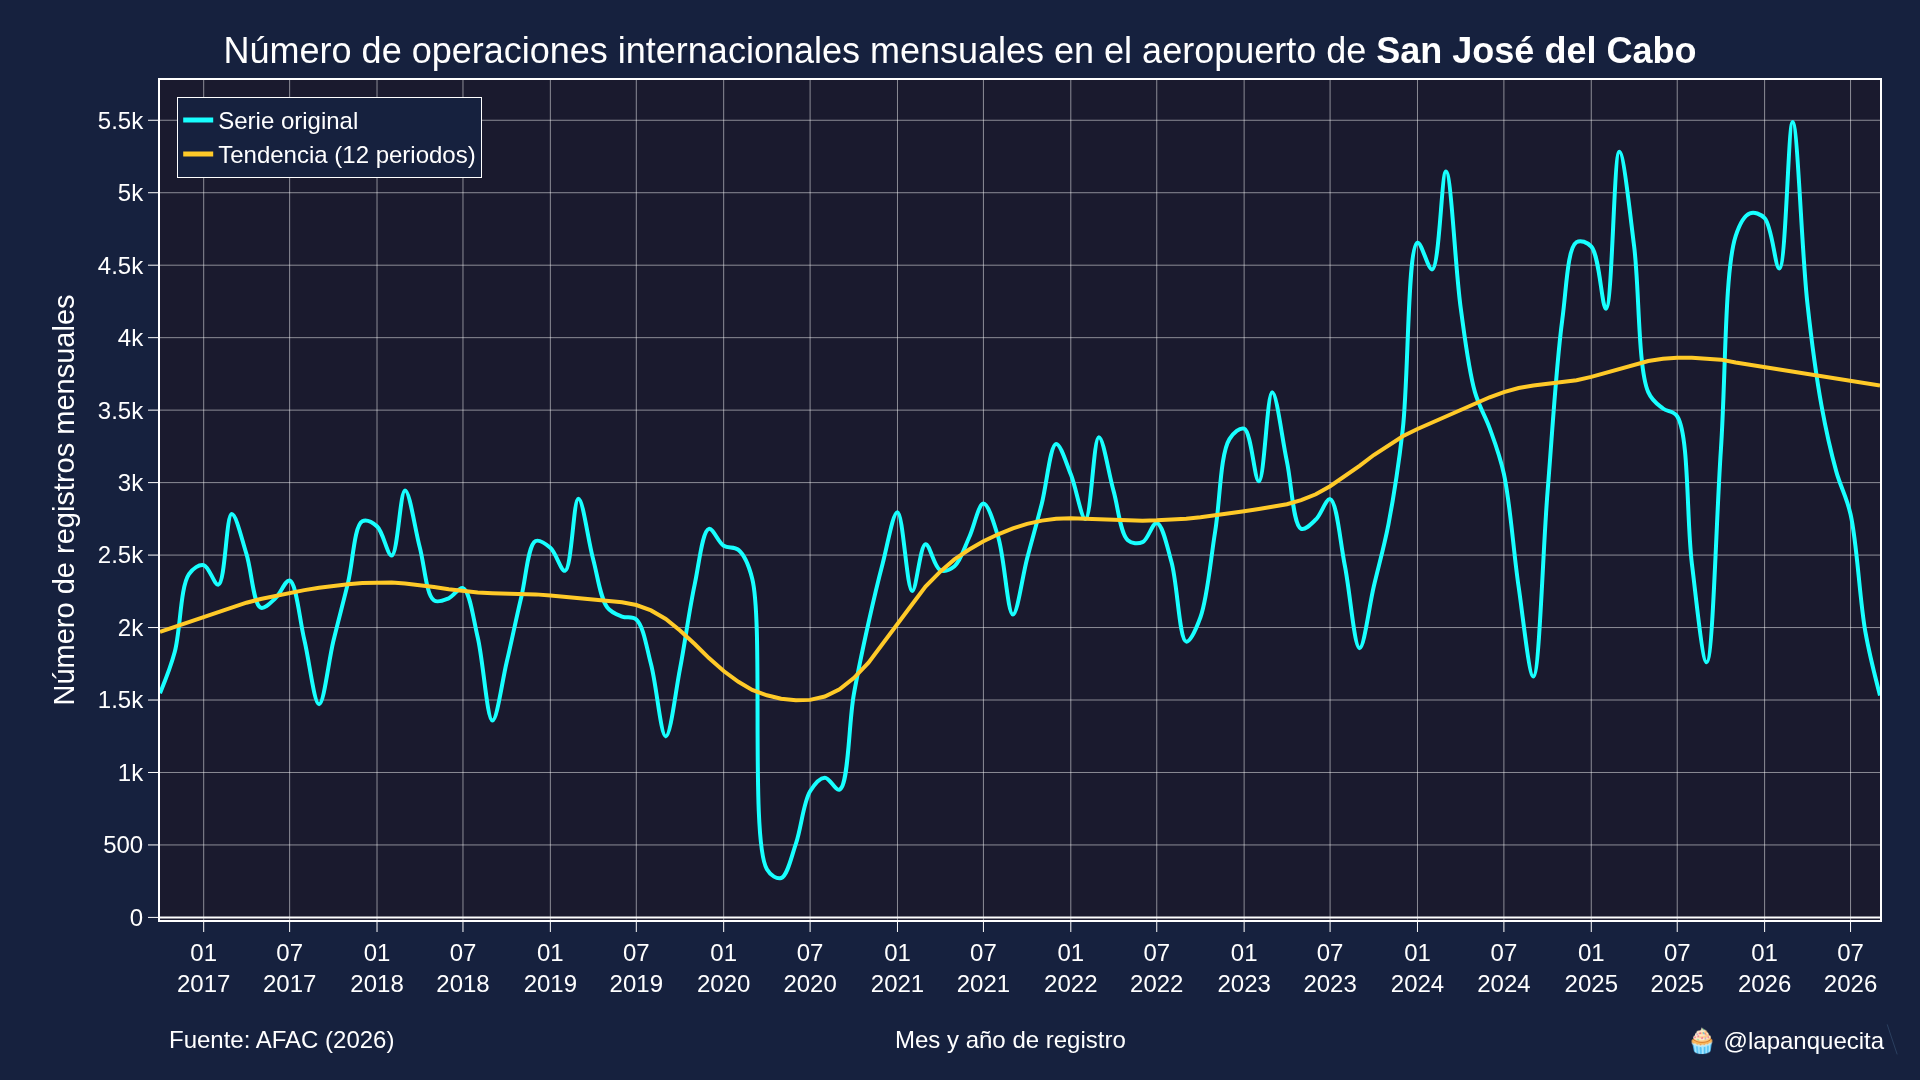 Número de operaciones internacionales mensuales en el aeropuerto de San José del Cabo
Serie original
Tendencia (12 periodos)
Número de registros mensuales
5.5k
5k
4.5k
4k
3.5k
3k
2.5k
2k
1.5k
1k
500
0
01 07 01 07 01 07 01 07 01 07 01 07 01 07 01 07 01 07 01 07
2017 2017 2018 2018 2019 2019 2020 2020 2021 2021 2022 2022 2023 2023 2024 2024 2025 2025 2026 2026
Fuente: AFAC (2026)
Mes y año de registro
🧁 @lapanquecita